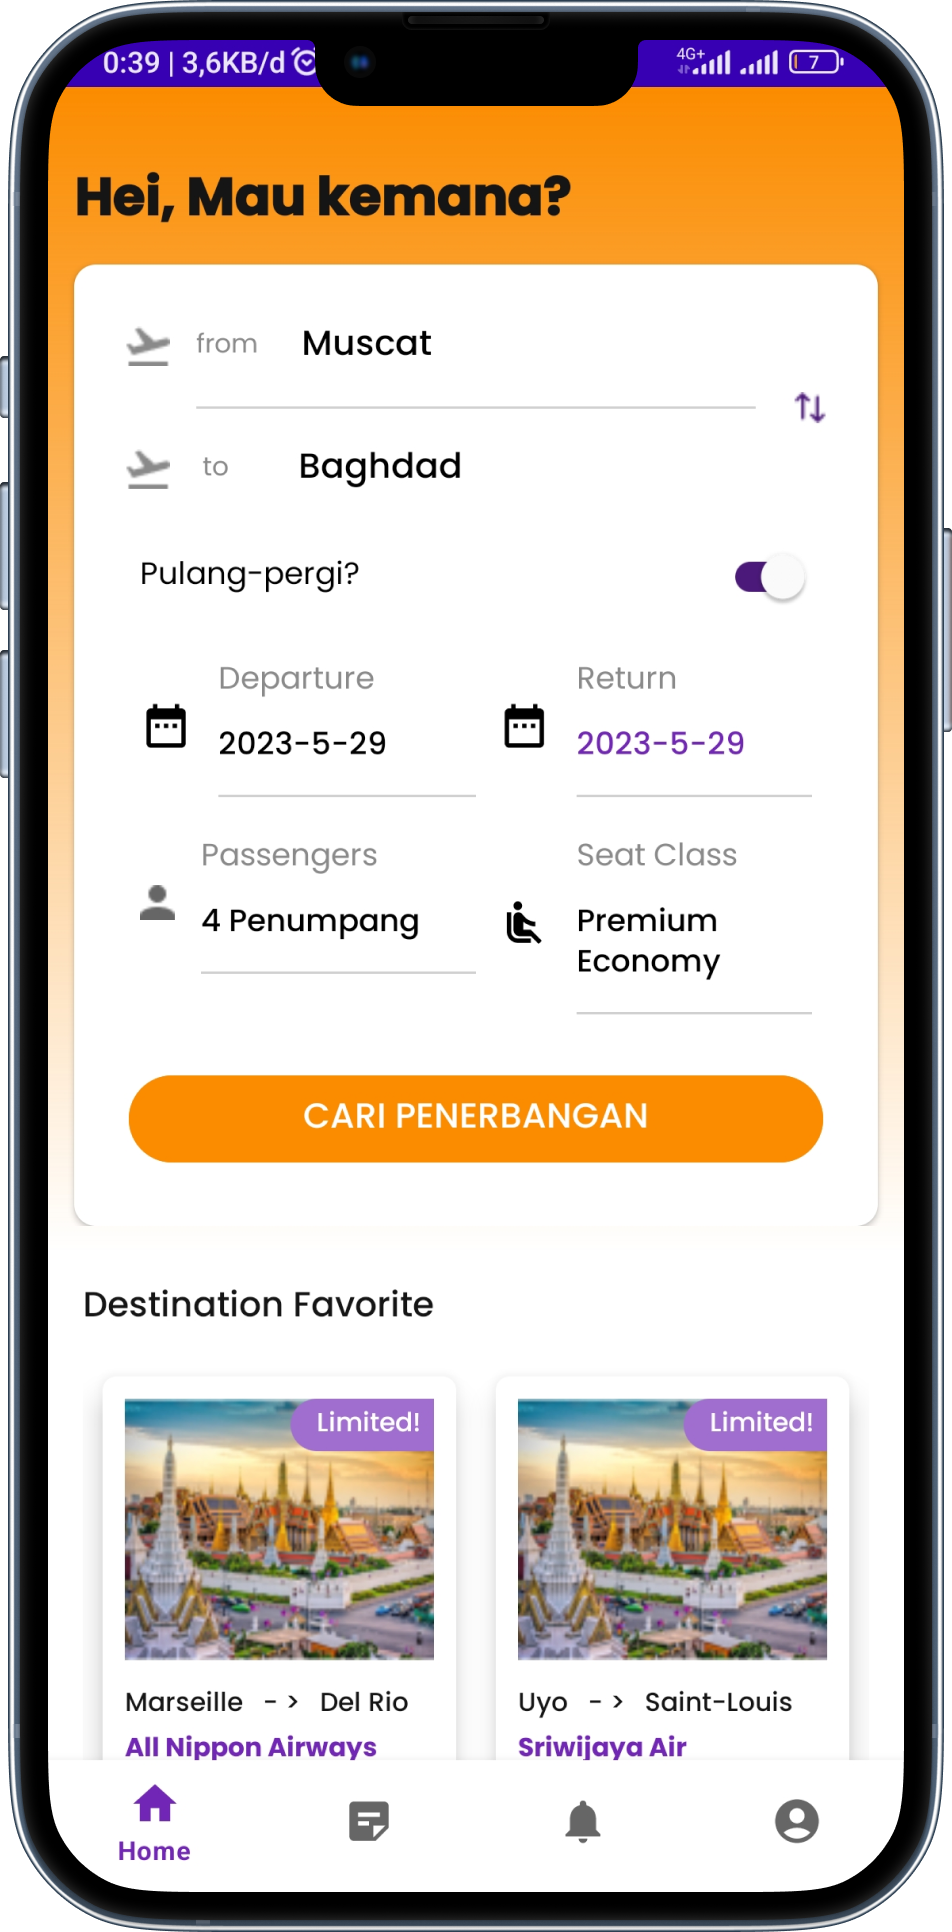 0:39 | 3,6KB/d
4G+
7
Hei, Mau kemana?
from Muscat
to Baghdad
Pulang-pergi?
Departure
Return
2023-5-29
2023-5-29
Passengers
Seat Class
4 Penumpang
Premium
Economy
CARI PENERBANGAN
Destination Favorite
Limited!
Limited!
Marseille - > Del Rio
Uyo - > Saint-Louis
All Nippon Airways
Sriwijaya Air
Home